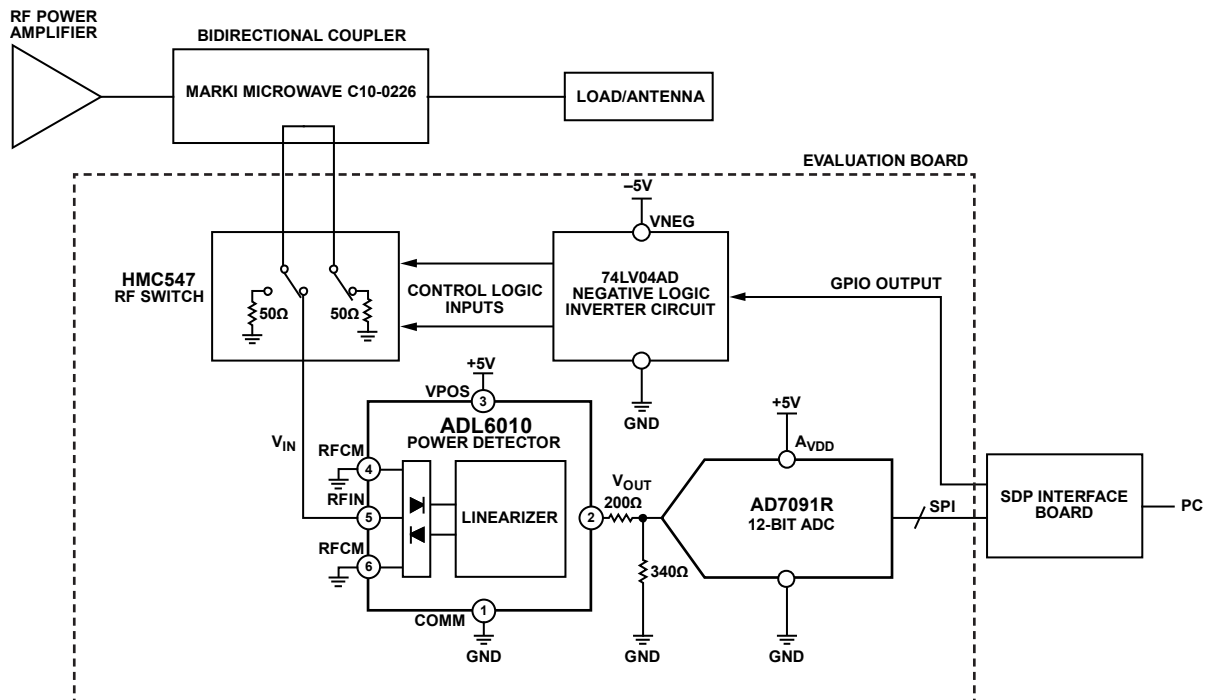 RF POWER
AMPLIFIER
BIDIRECTIONAL COUPLER
MARKI MICROWAVE C10-0226
LOAD/ANTENNA
EVALUATION BOARD
–5V
VNEG
HMC547
RF SWITCH
50Ω
50Ω
CONTROL LOGIC
INPUTS
74LV04AD
NEGATIVE LOGIC
INVERTER CIRCUIT
GPIO OUTPUT
GND
+5V
VPOS
3
ADL6010
POWER DETECTOR
VIN
RFCM
4
RFIN
5
RFCM
6
LINEARIZER
2
COMM
1
GND
VOUT
200Ω
340Ω
GND
+5V
AVDD
AD7091R
12-BIT ADC
GND
SPI
SDP INTERFACE
BOARD
PC